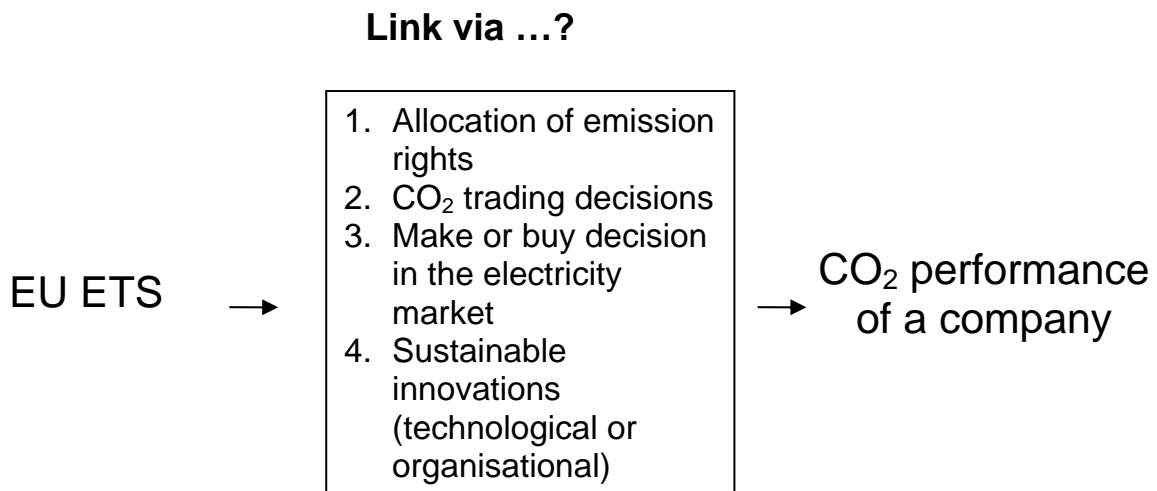 Link via …?
1. Allocation of emission
rights
2. CO₂ trading decisions
3. Make or buy decision
in the electricity
market
4. Sustainable
innovations
(technological or
organisational)
EU ETS
CO₂ performance
of a company